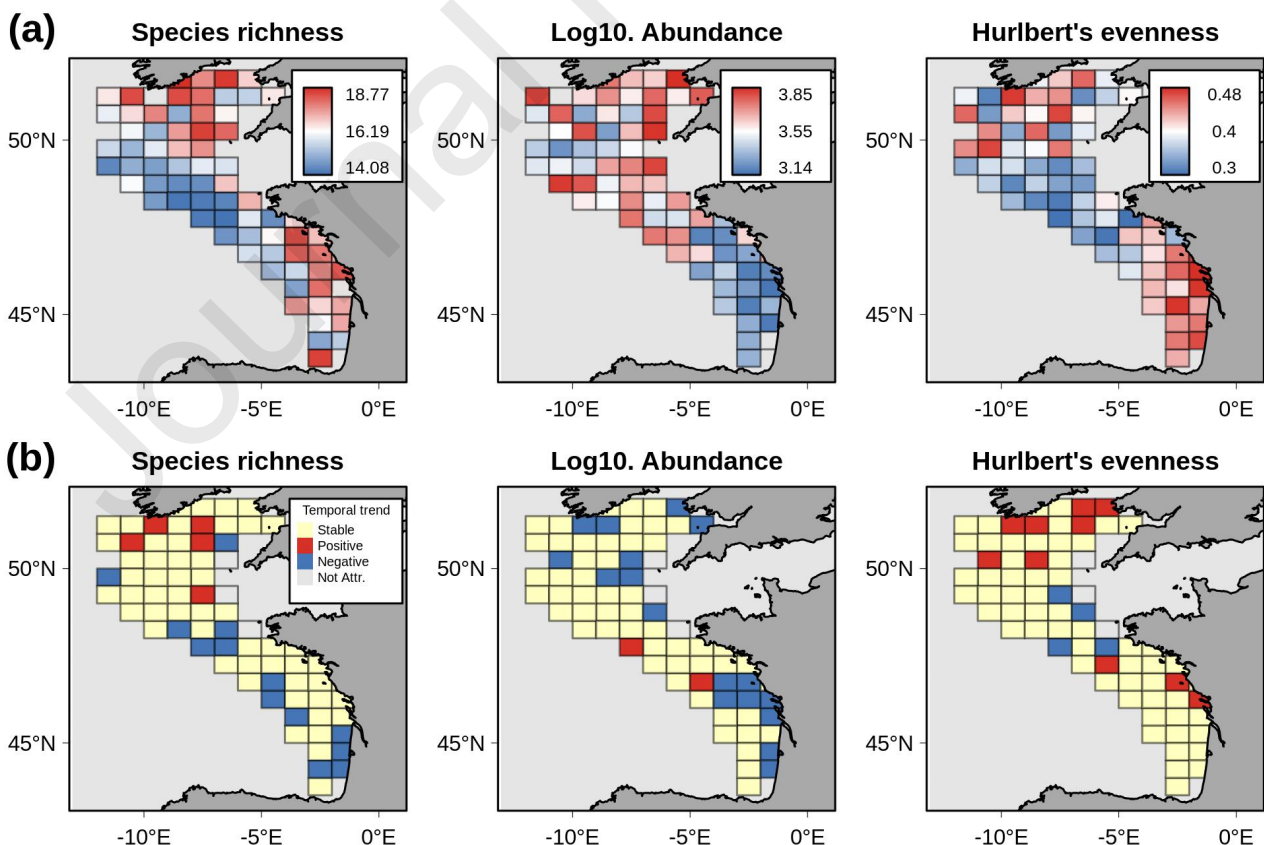 (a)
Species richness
Log10. Abundance
Hurlbert's evenness
18.77
16.19
14.08
3.85
3.55
3.14
0.48
0.4
0.3
50°N
45°N
50°N
45°N
50°N
45°N
-10°E
-5°E
0°E
-10°E
-5°E
0°E
-10°E
-5°E
0°E
(b)
Species richness
Log10. Abundance
Hurlbert's evenness
Temporal trend
Stable
Positive
Negative
Not Attr.
50°N
45°N
50°N
45°N
50°N
45°N
-10°E
-5°E
0°E
-10°E
-5°E
0°E
-10°E
-5°E
0°E
Journal